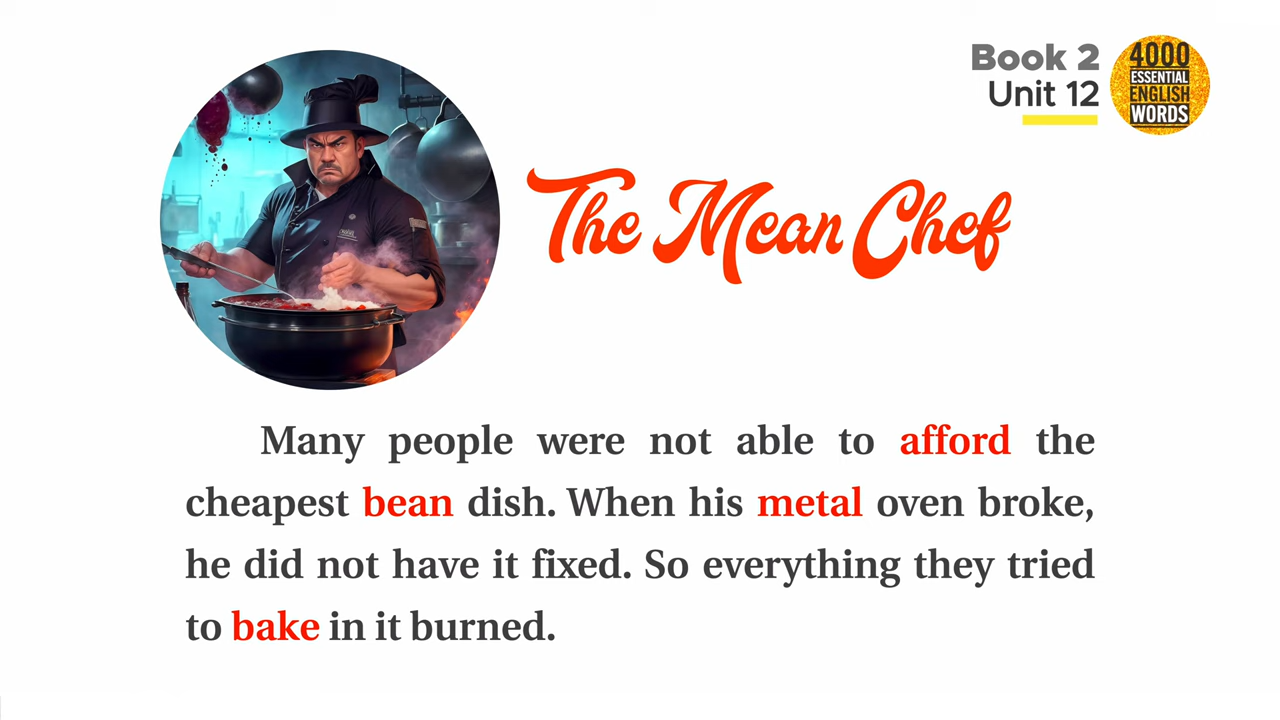 Book 2
Unit 12
4000
ESSENTIAL
ENGLISH
WORDS
The Mean Chef
Many people were not able to afford the
cheapest bean dish. When his metal oven broke,
he did not have it fixed. So everything they tried
to bake in it burned.